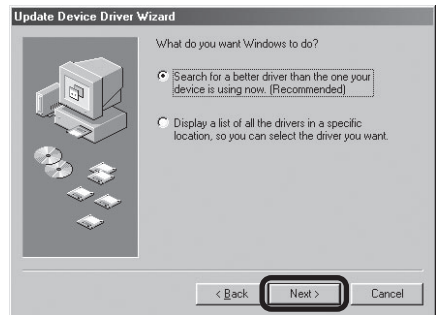 Update Device Driver Wizard
What do you want Windows to do?
Search for a better driver than the one your
device is using now. (Recommended)
Display a list of all the drivers in a specific
location, so you can select the driver you want.
< Back
Next >
Cancel